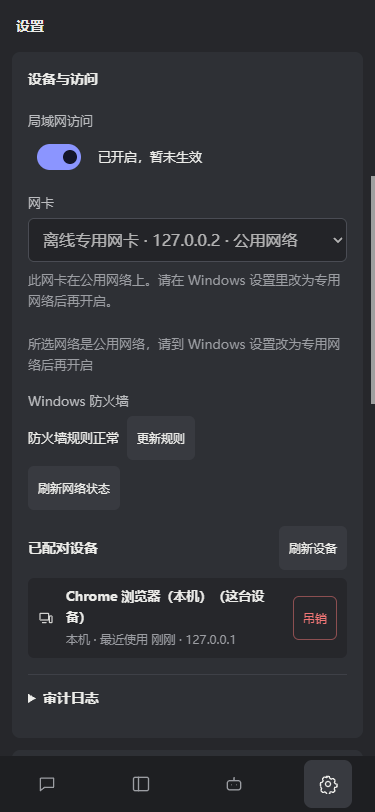 设置
设备与访问
局域网访问
已开启，暂未生效
网卡
离线专用网卡 · 127.0.0.2 · 公用网络
此网卡在公用网络上。请在 Windows 设置里改为专用
网络后再开启。
所选网络是公用网络，请到 Windows 设置改为专用网
络后再开启
Windows 防火墙
防火墙规则正常 更新规则
刷新网络状态
已配对设备 刷新设备
Chrome 浏览器（本机）（这台设
备）
本机 · 最近使用 刚刚 · 127.0.0.1
吊销
审计日志